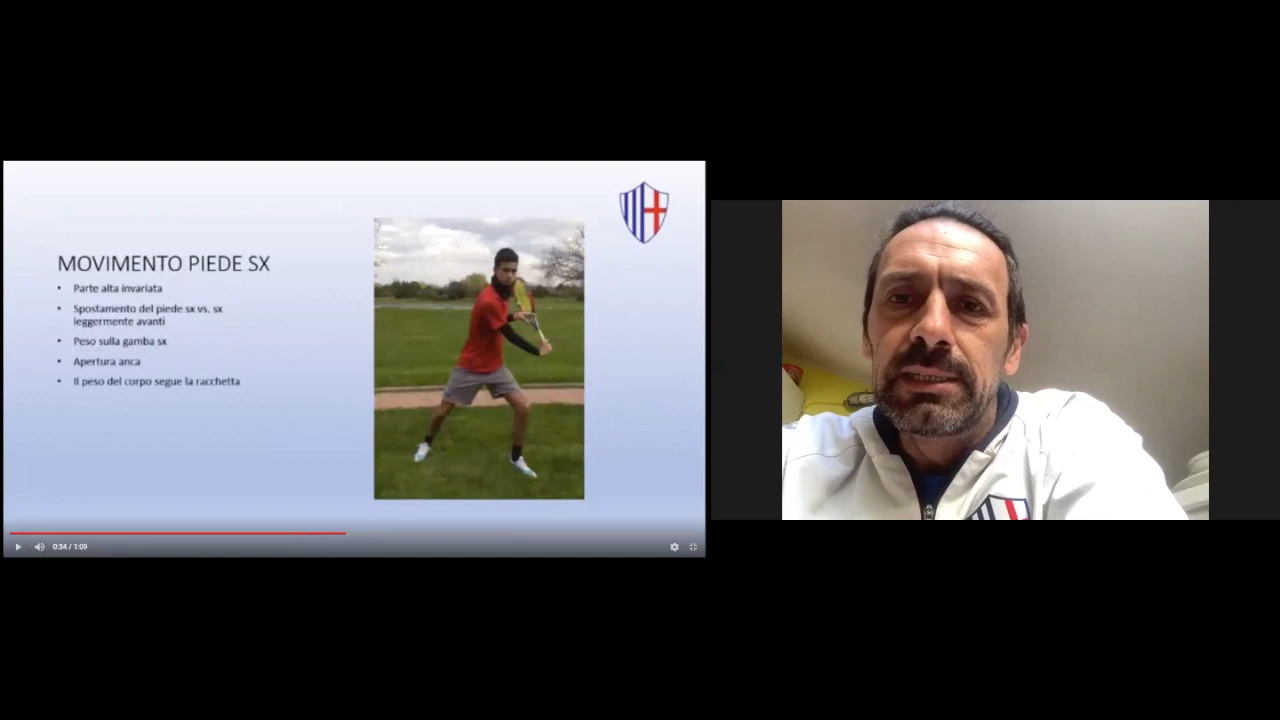 MOVIMENTO PIEDE SX
• Parte alta invariata
• Spostamento del piede sx vs. sx
leggermente avanti
• Peso sulla gamba sx
• Apertura anca
• Il peso del corpo segue la racchetta
0:34 / 1:09